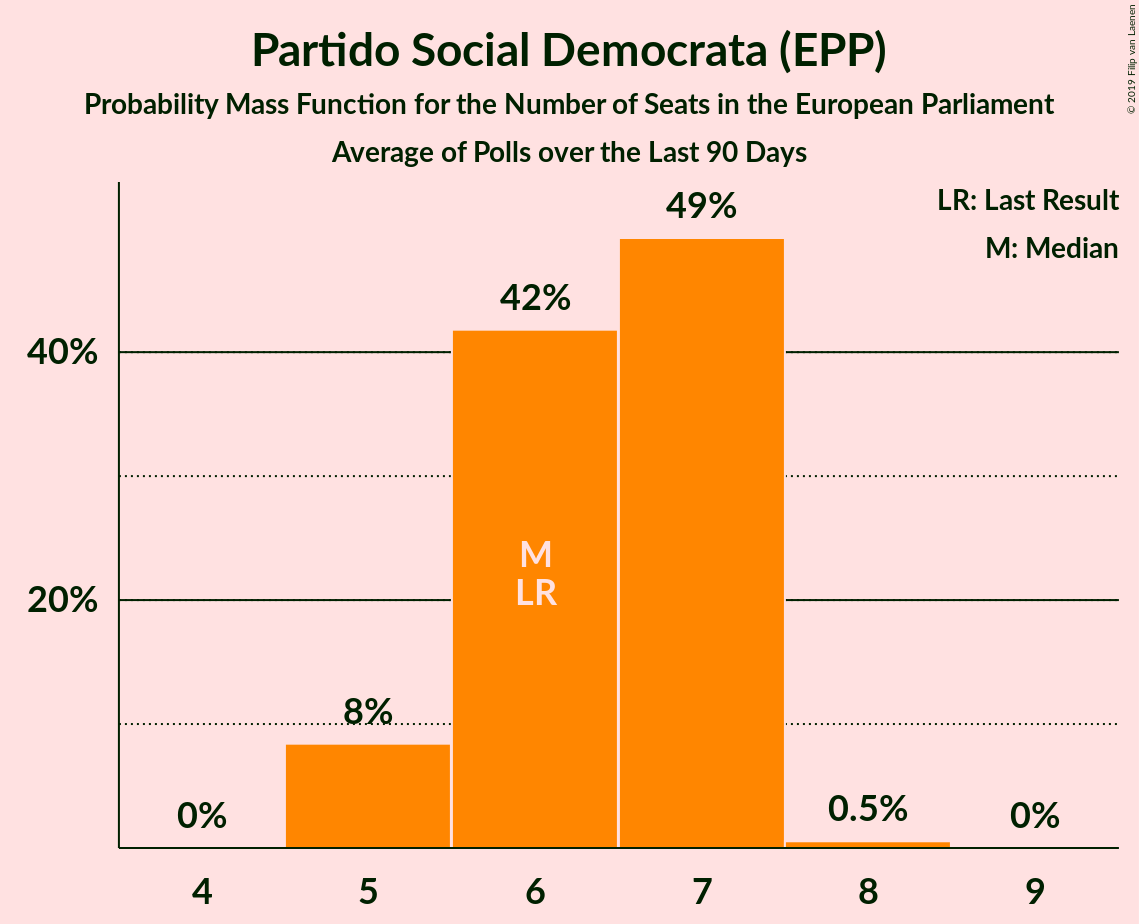 Partido Social Democrata (EPP)
Probability Mass Function for the Number of Seats in the European Parliament
Average of Polls over the Last 90 Days
© 2019 Filip van Laenen
LR: Last Result
M: Median
49%
42%
40%
M
LR
20%
8%
0%
0.5%
0%
4 5 6 7 8 9